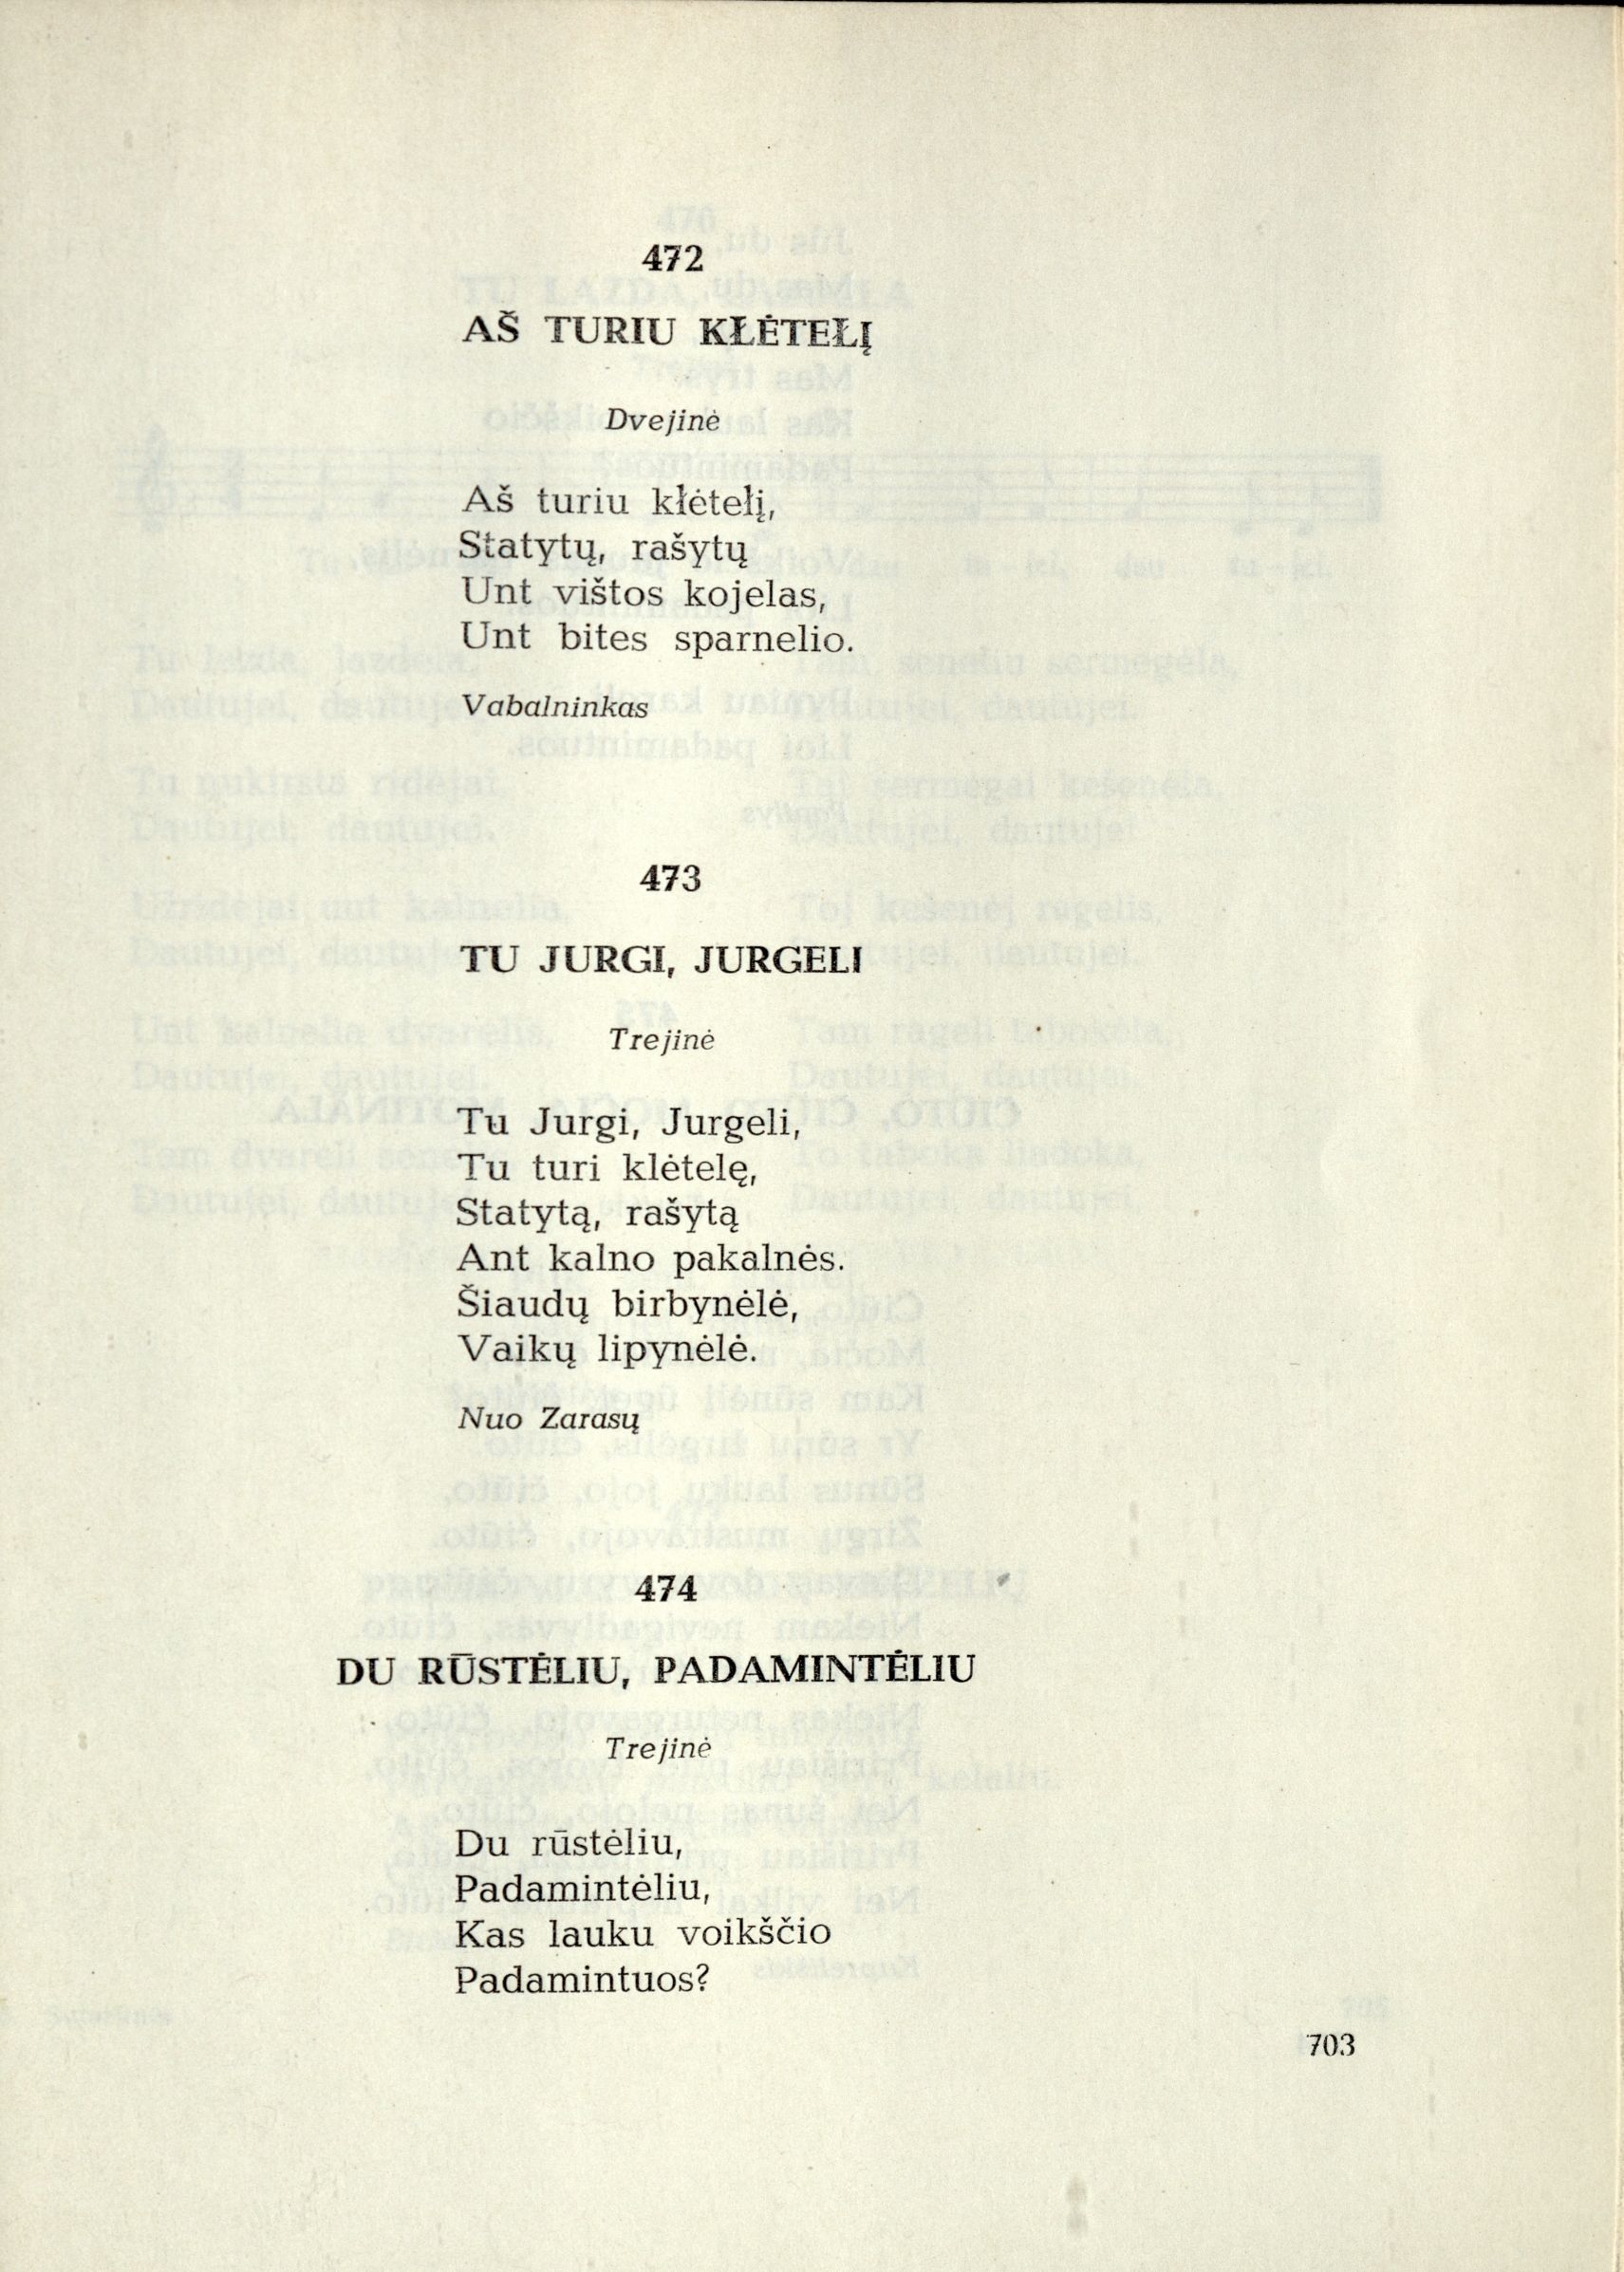 472
AŠ TURIU KŁĖTEŁĮ
Dvejinė
Aš turiu kłėtełį,
Statytų, rašytų
Unt vištos kojelas,
Unt bites sparnelio.
Vabalninkas
473
TU JURGI, JURGELI
Trejinė
Tu Jurgi, Jurgeli,
Tu turi klėtelę,
Statytą, rašytą
Ant kalno pakalnės.
Šiaudų birbynėlė,
Vaikų lipynėlė.
Nuo Zarasų
474
DU RŪSTĖLIU, PADAMINTĖLIU
Trejinė
Du rūstėliu,
Padamintėliu,
Kas lauku voikščio
Padamintuos?
703